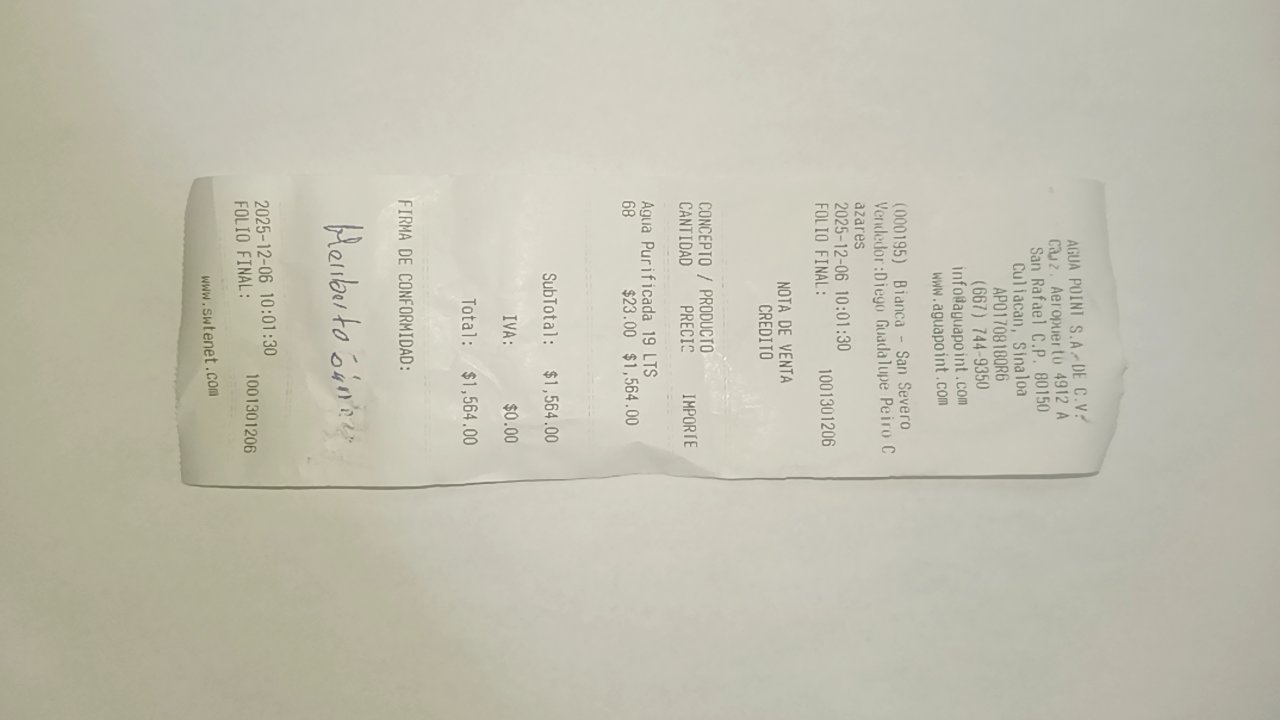 AGUA POINT S.A. DE C.V.
Calz. Aeropuerto 4912 A
San Rafael C.P. 80150
Culiacan, Sinaloa
APO170818QR6
(667) 744-9350
info@aguapoint.com
www.aguapoint.com
(000195) Bianca - San Severo
Vendedor:Diego Guadalupe Peiro C
azares
2025-12-06 10:01:30
FOLIO FINAL: 1001301206
NOTA DE VENTA
CREDITO
CONCEPTO / PRODUCTO
CANTIDAD PRECIO IMPORTE
Agua Purificada 19 LTS
68 $23.00 $1,564.00
SubTotal: $1,564.00
IVA: $0.00
Total: $1,564.00
FIRMA DE CONFORMIDAD:
2025-12-06 10:01:30
FOLIO FINAL: 1001301206
www.swtenet.com